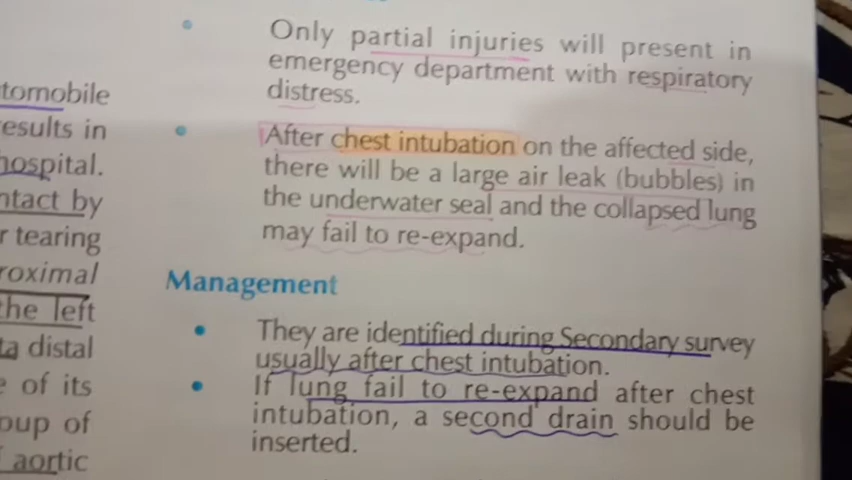 tomobile
esults in
hospital.
ntact by
r tearing
roximal
the left
ta distal
e of its
oup of
aortic
Only partial injuries will present in
emergency department with respiratory
distress.
After chest intubation on the affected side,
there will be a large air leak (bubbles) in
the underwater seal and the collapsed lung
may fail to re-expand.
Management
They are identified during Secondary survey
usually after chest intubation.
If lung fail to re-expand after chest
intubation, a second drain should be
inserted.